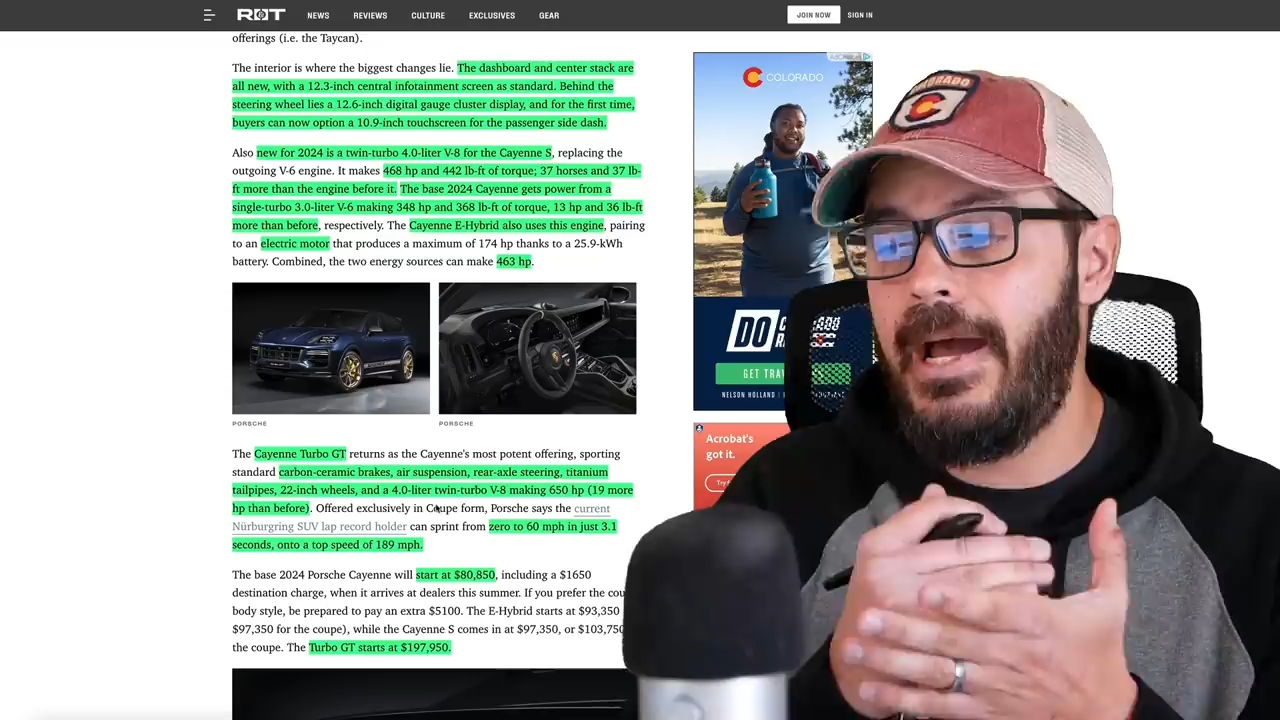 R&T
NEWS
REVIEWS
CULTURE
EXCLUSIVES
GEAR
JOIN NOW
SIGN IN
offerings (i.e. the Taycan).
The interior is where the biggest changes lie. The dashboard and center stack are
all new, with a 12.3-inch central infotainment screen as standard. Behind the
steering wheel lies a 12.6-inch digital gauge cluster display, and for the first time,
buyers can now option a 10.9-inch touchscreen for the passenger side dash.
Also new for 2024 is a twin-turbo 4.0-liter V-8 for the Cayenne S, replacing the
outgoing V-6 engine. It makes 468 hp and 442 lb-ft of torque; 37 horses and 37 lb-
ft more than the engine before it. The base 2024 Cayenne gets power from a
single-turbo 3.0-liter V-6 making 348 hp and 368 lb-ft of torque, 13 hp and 36 lb-ft
more than before, respectively. The Cayenne E-Hybrid also uses this engine, pairing
to an electric motor that produces a maximum of 174 hp thanks to a 25.9-kWh
battery. Combined, the two energy sources can make 463 hp.
PORSCHE
PORSCHE
The Cayenne Turbo GT returns as the Cayenne's most potent offering, sporting
standard carbon-ceramic brakes, air suspension, rear-axle steering, titanium
tailpipes, 22-inch wheels, and a 4.0-liter twin-turbo V-8 making 650 hp (19 more
hp than before). Offered exclusively in Coupe form, Porsche says the current
Nürburgring SUV lap record holder can sprint from zero to 60 mph in just 3.1
seconds, onto a top speed of 189 mph.
The base 2024 Porsche Cayenne will start at $80,850, including a $1650
destination charge, when it arrives at dealers this summer. If you prefer the cou
body style, be prepared to pay an extra $5100. The E-Hybrid starts at $93,350
$97,350 for the coupe), while the Cayenne S comes in at $97,350, or $103,750
the coupe. The Turbo GT starts at $197,950.
COLORADO
DO
GET TRA
NELSON HOLLAND
Acrobat's
got it.
COLORADO